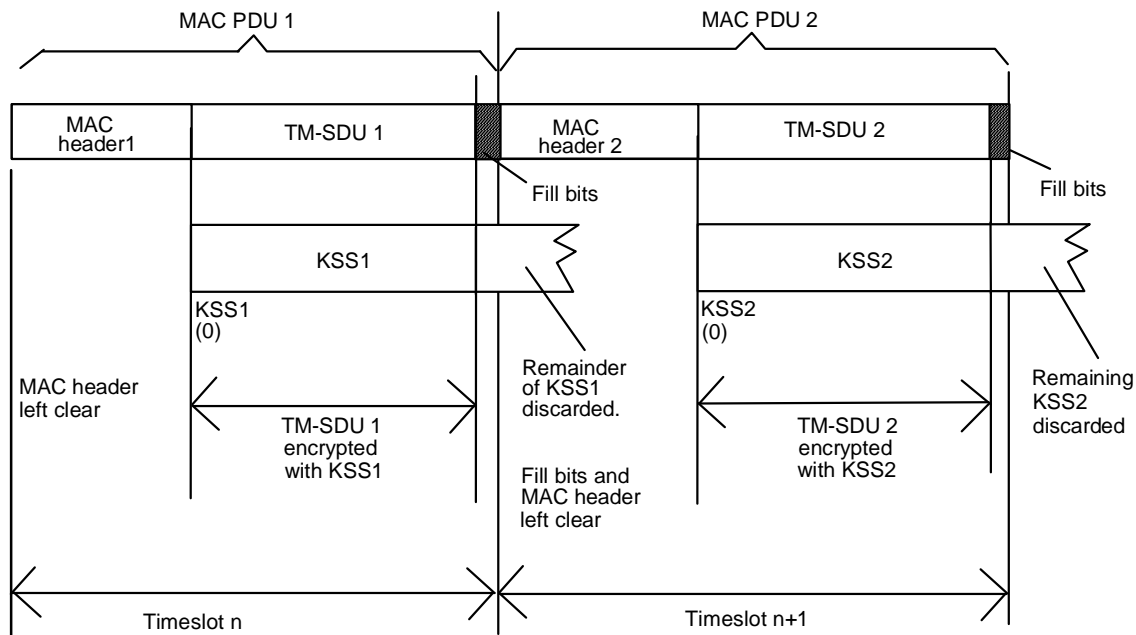 MAC PDU 1
MAC PDU 2
MAC
header1
TM-SDU 1
MAC
header 2
TM-SDU 2
Fill bits
Fill bits
KSS1
KSS2
KSS1
(0)
KSS2
(0)
MAC header
left clear
TM-SDU 1
encrypted
with KSS1
Remainder
of KSS1
discarded.
Fill bits and
MAC header
left clear
TM-SDU 2
encrypted
with KSS2
Remaining
KSS2
discarded
Timeslot n
Timeslot n+1